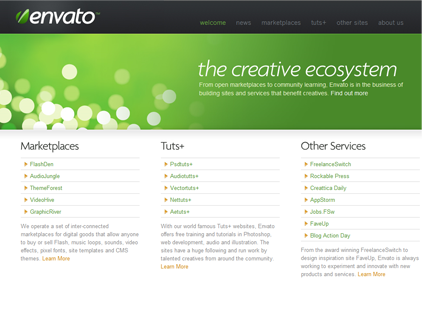 envato
welcome news marketplaces tuts+ other sites about us
the creative ecosystem
From open marketplaces to community learning, Envato is in the business of
building sites and services that benefit creatives. Find out more
Marketplaces
FlashDen
AudioJungle
ThemeForest
VideoHive
GraphicRiver
We operate a set of inter-connected
marketplaces for digital goods that allow anyone
to buy or sell Flash, music loops, sounds, video
effects, pixel fonts, site templates and CMS
themes. Learn More
Tuts+
Psdtuts+
Audiotuts+
Vectortuts+
Nettuts+
Aetuts+
With our world famous Tuts+ websites, Envato
offers free training and tutorials in Photoshop,
web development, audio and illustration. The
sites have a huge following and run work by
talented creatives from around the community.
Learn More
Other Services
FreelanceSwitch
Rockable Press
Creattica Daily
AppStorm
Jobs FSw
FaveUp
Blog Action Day
From the award winning FreelanceSwitch to
design inspiration site FaveUp, Envato is always
working to experiment and innovate with new
products and services. Learn More